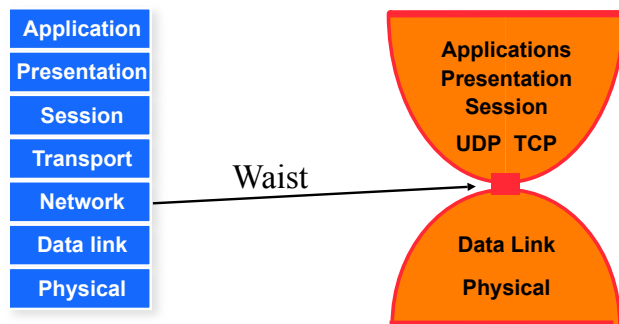 Application
Presentation
Session
Transport
Network
Data link
Physical
Waist
Applications
Presentation
Session
UDP TCP
Data Link
Physical